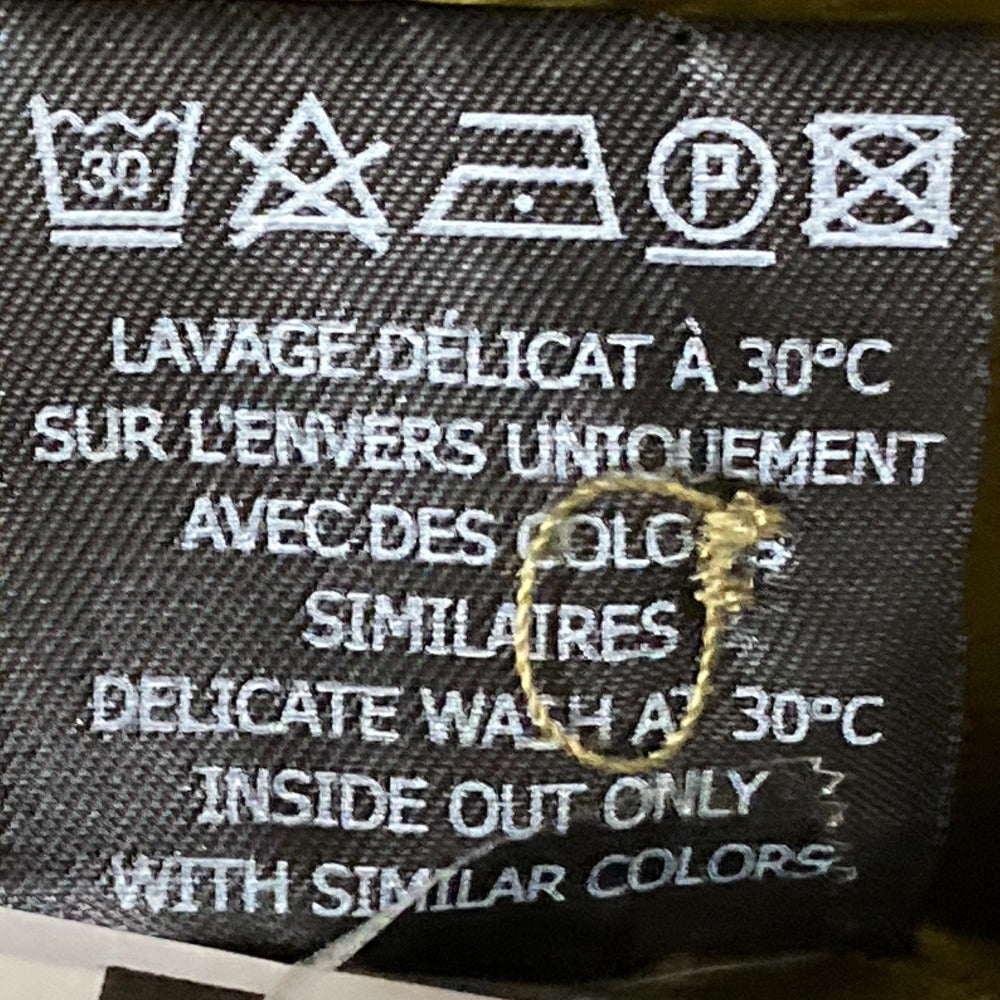 30 P
LAVAGE DÉLICAT À 30°C
SUR L'ENVERS UNIQUEMENT
AVEC DES COLORIS
SIMILAIRES
DELICATE WASH AT 30°C
INSIDE OUT ONLY
WITH SIMILAR COLORS